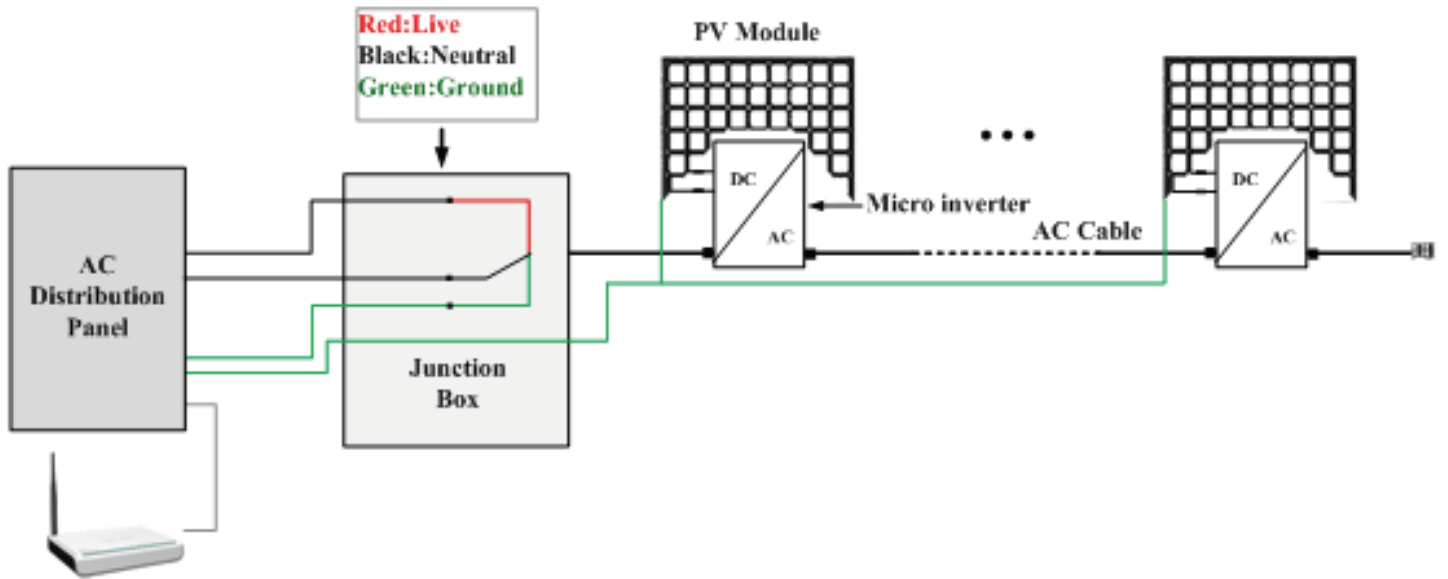 Red:Live
Black:Neutral
Green:Ground
PV Module
DC
AC
Micro inverter
AC Cable
DC
AC
AC
Distribution
Panel
Junction
Box